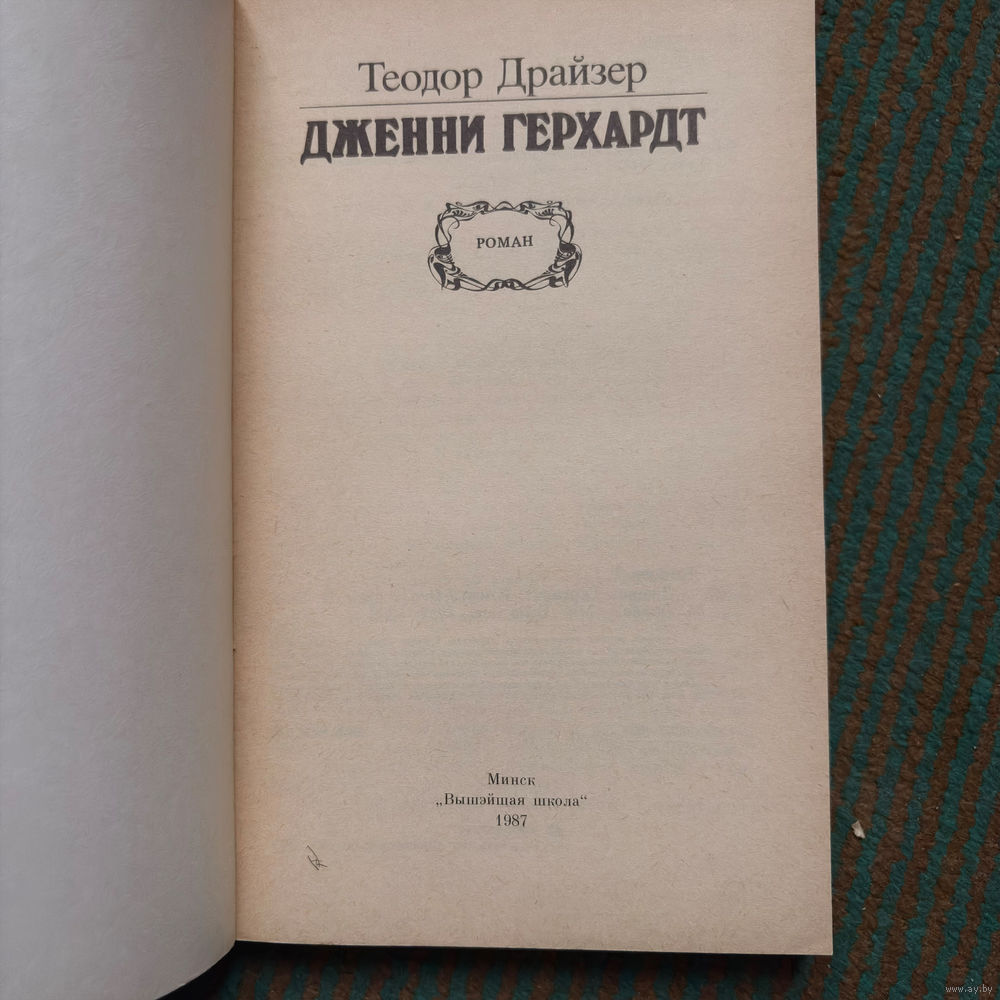 Теодор Драйзер
ДЖЕННИ ГЕРХАРДТ
РОМАН
Минск
„Вышэйшая школа“
1987
www.ay.by